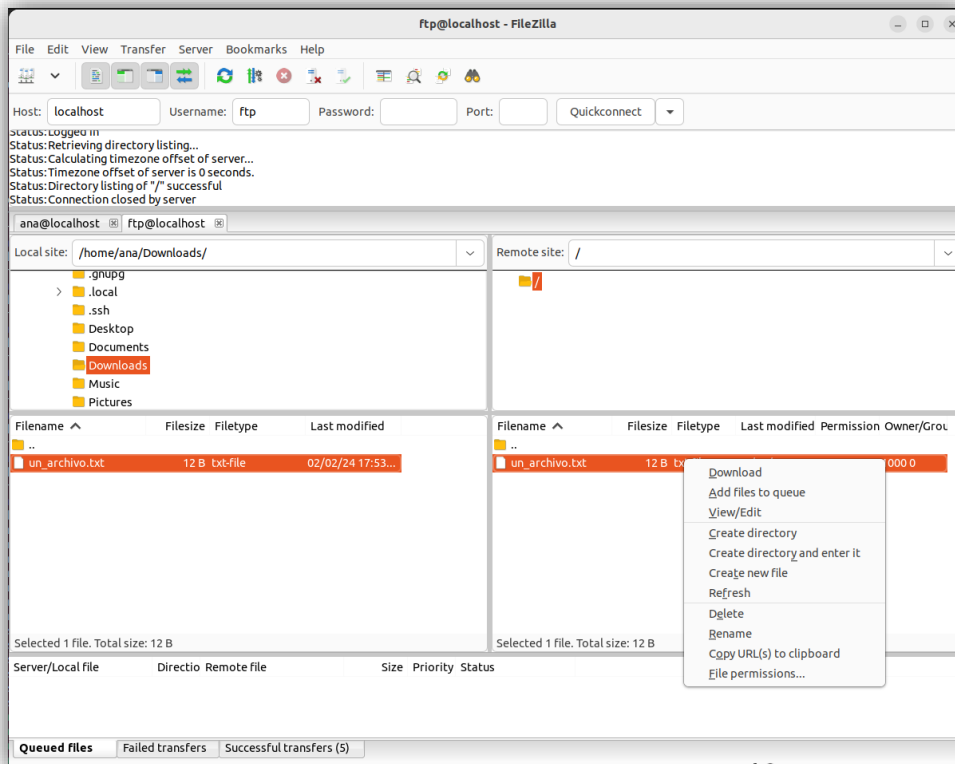 ftp@localhost - FileZilla
File Edit View Transfer Server Bookmarks Help
Host: localhost Username: ftp Password: Port: Quickconnect
Status:Logged in
Status:Retrieving directory listing...
Status:Calculating timezone offset of server...
Status:Timezone offset of server is 0 seconds.
Status:Directory listing of "/" successful
Status:Connection closed by server
ana@localhost ftp@localhost
Local site: /home/ana/Downloads/
.gnupg
.local
.ssh
Desktop
Documents
Downloads
Music
Pictures
Remote site: /
/
Filename Filesize Filetype Last modified
..
un_archivo.txt 12 B txt-file 02/02/24 17:53...
Selected 1 file. Total size: 12 B
Filename Filesize Filetype Last modified Permission Owner/Grou
..
un_archivo.txt 12 B 000 0
Selected 1 file. Total size: 12 B
Download
Add files to queue
View/Edit
Create directory
Create directory and enter it
Create new file
Refresh
Delete
Rename
Copy URL(s) to clipboard
File permissions...
Server/Local file Directio Remote file Size Priority Status
Queued files Failed transfers Successful transfers (5)